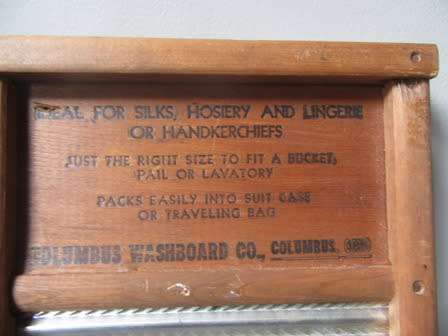 IDEAL FOR SILKS, HOSIERY AND LINGERIE
OR HANDKERCHIEFS
JUST THE RIGHT SIZE TO FIT A BUCKET,
PAIL OR LAVATORY
PACKS EASILY INTO SUIT CASE
OR TRAVELING BAG
COLUMBUS WASHBOARD CO., COLUMBUS,